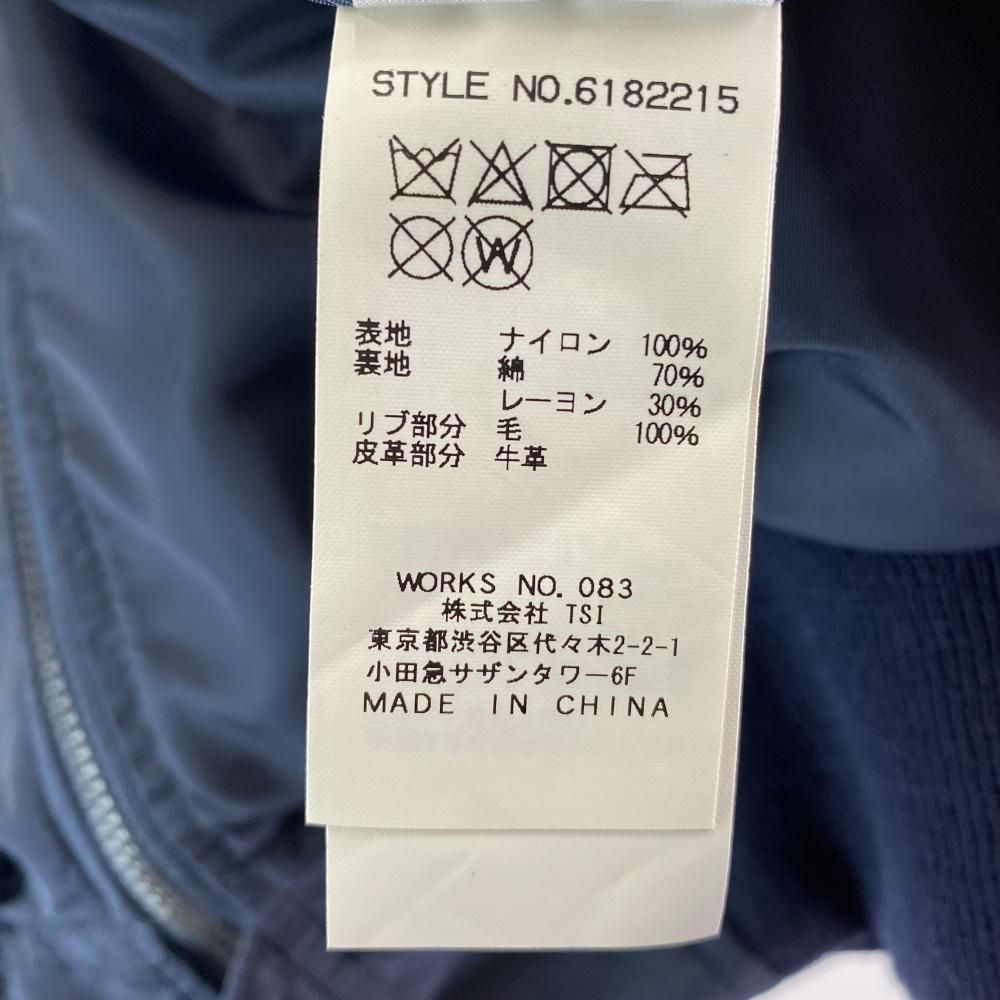 STYLE NO.6182215
W
表地 ナイロン 100%
裏地 綿 70%
レーヨン 30%
リブ部分 毛 100%
皮革部分 牛革
WORKS NO. 083
株式会社 TSI
東京都渋谷区代々木2-2-1
小田急サザンタワー6F
MADE IN CHINA